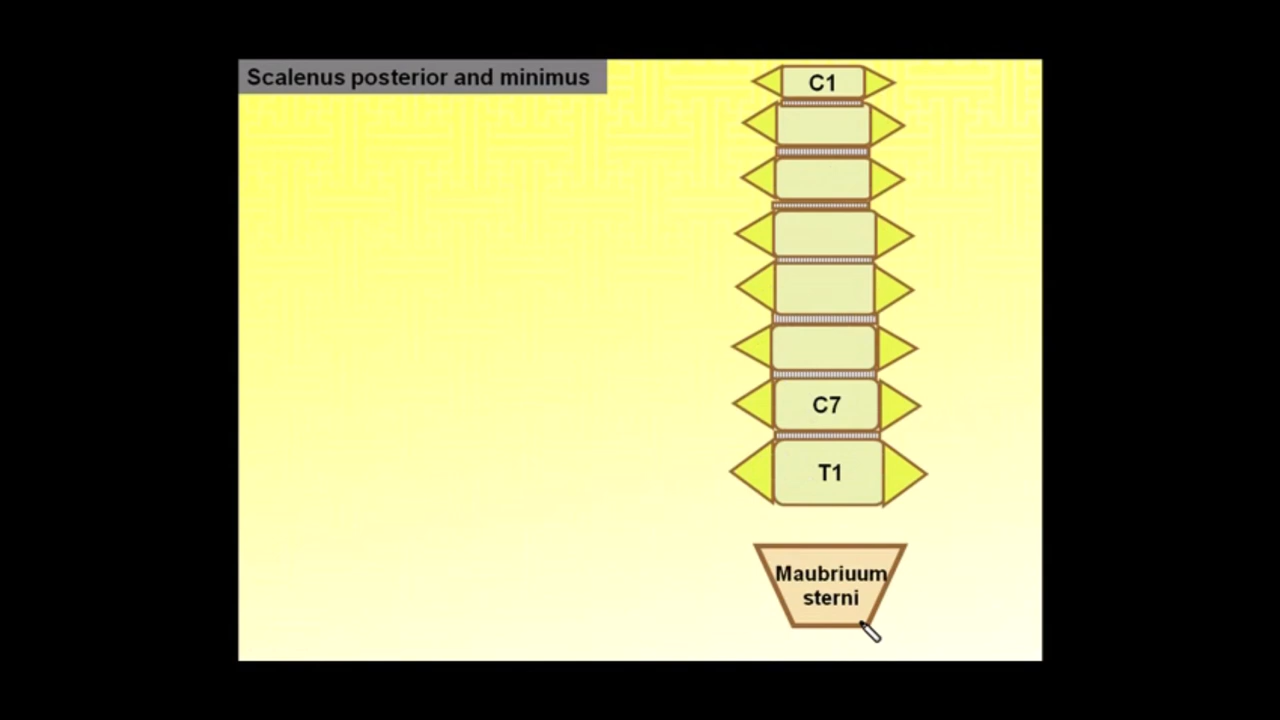 Scalenus posterior and minimus
C1
C7
T1
Maubriuum
sterni